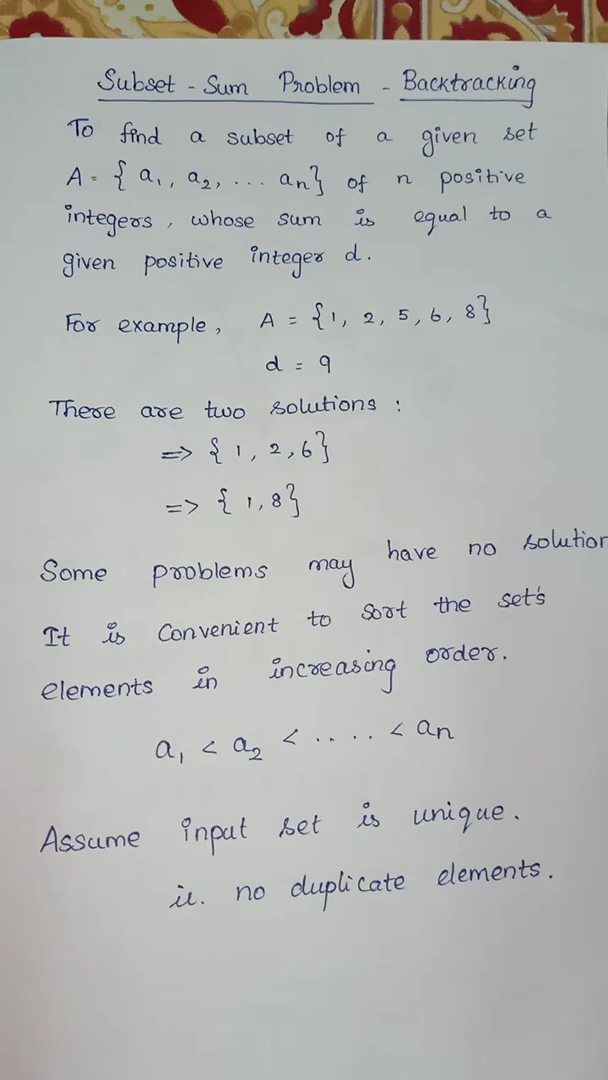 Subset - Sum Problem - Backtracking
To find a subset of a given set
A = { a1, a2, ... an} of n positive
integers, whose sum is equal to a
given positive integer d.
For example, A = {1, 2, 5, 6, 8}
d = 9
There are two solutions :
=> { 1, 2, 6}
=> { 1, 8}
Some problems may have no solution
It is convenient to sort the set's
elements in increasing order.
a1 < a2 < ..... < an
Assume input set is unique.
ie. no duplicate elements.